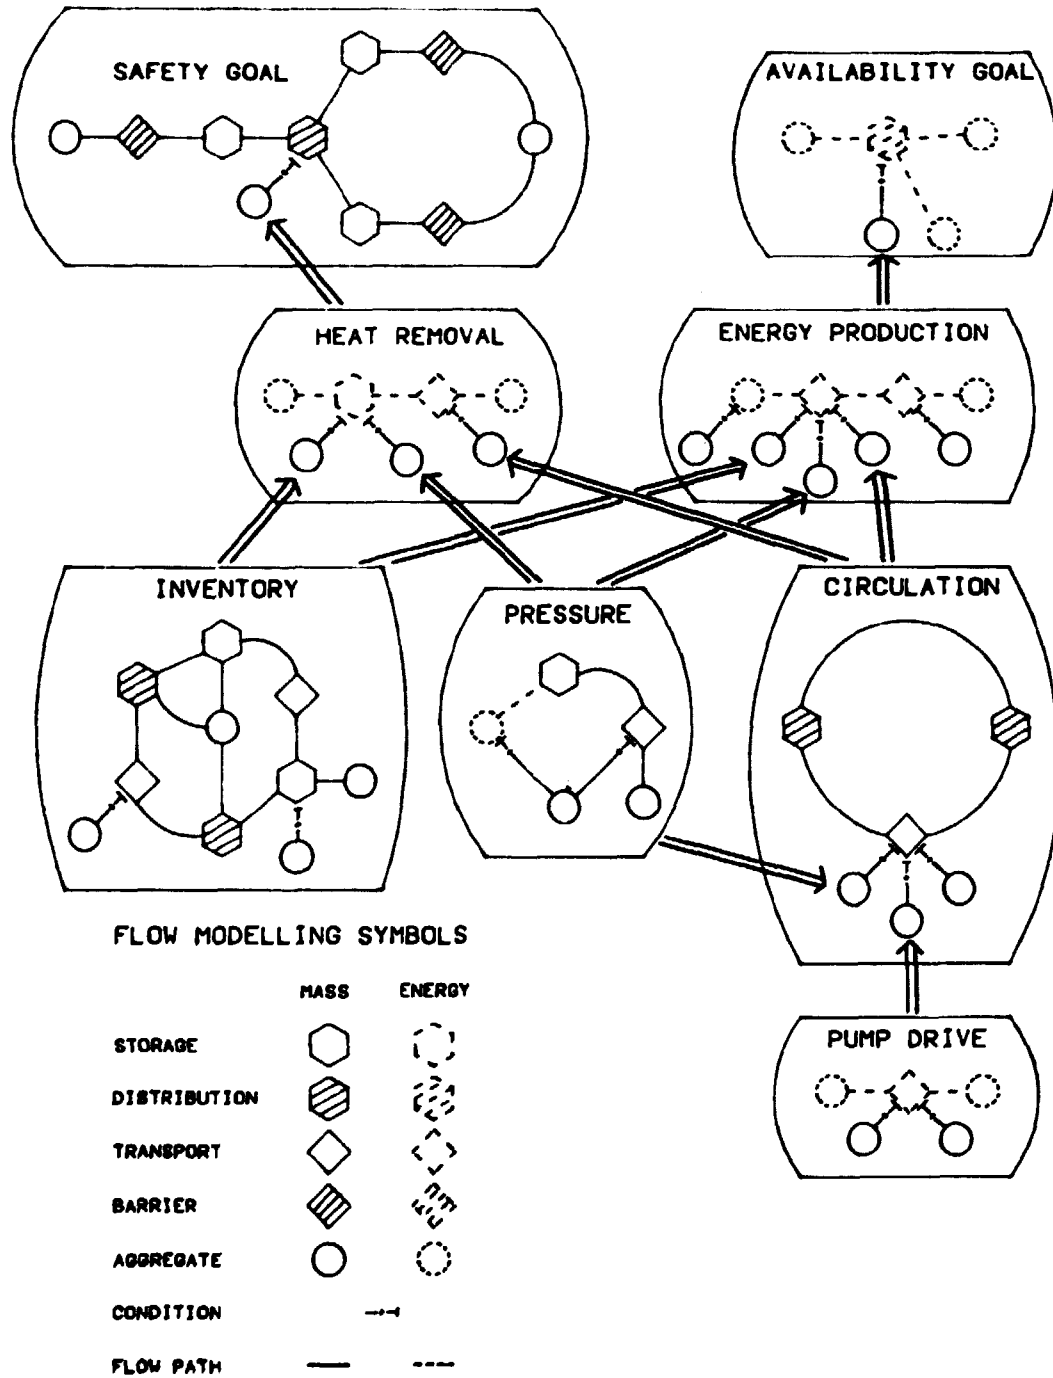 SAFETY GOAL
AVAILABILITY GOAL
HEAT REMOVAL
ENERGY PRODUCTION
INVENTORY
PRESSURE
CIRCULATION
FLOW MODELLING SYMBOLS
MASS ENERGY
STORAGE
DISTRIBUTION
TRANSPORT
BARRIER
AGGREGATE
CONDITION
FLOW PATH
PUMP DRIVE